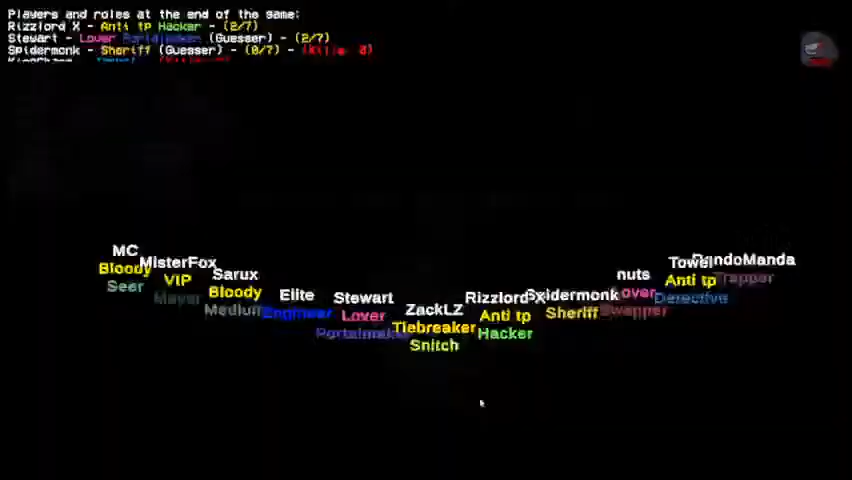 Players and roles at the end of the game:
Rizzlord X - Anti tp Hacker - (2/7)
Stewart - Lover Portalmaker (Guesser) - (2/7)
Spidermonk - Sheriff (Guesser) - (0/7) - (Kills: 0)
MC
Bloody
Seer
MisterFox
VIP
Mayor
Sarux
Bloody
Medium
Elite
Engineer
Stewart
Lover
Portalmaker
ZackLZ
Tiebreaker
Snitch
Rizzlord X
Anti tp
Hacker
Spidermonk
Sheriff
nuts
Lover
Swapper
Towel
Anti tp
Detective
PandoManda
Trapper